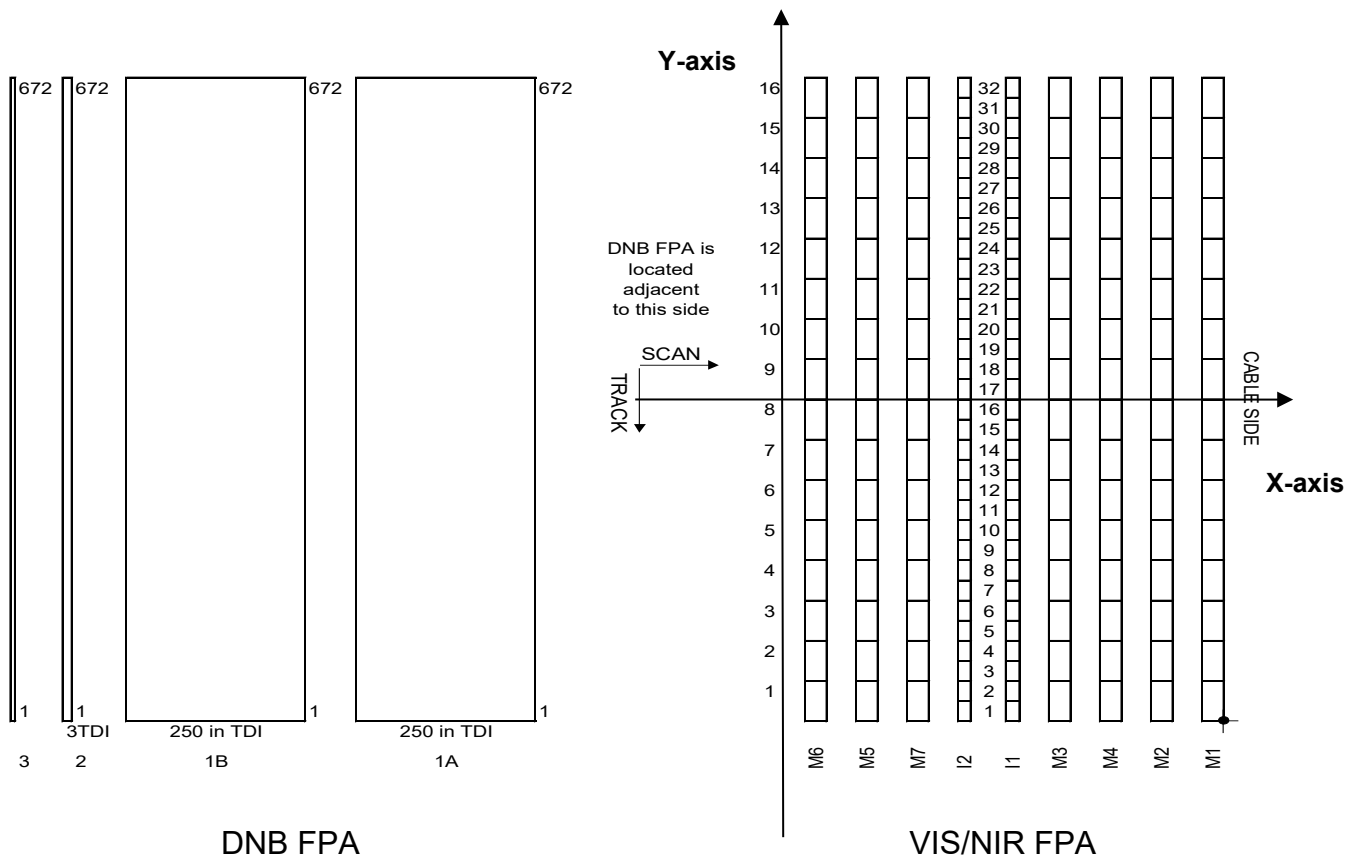 672
672
672
672
1
1
1
1
3TDI
250 in TDI
250 in TDI
3
2
1B
1A
DNB FPA
Y-axis
DNB FPA is
located
adjacent
to this side
SCAN
TRACK
16
15
14
13
12
11
10
9
8
7
6
5
4
3
2
1
32
31
30
29
28
27
26
25
24
23
22
21
20
19
18
17
16
15
14
13
12
11
10
9
8
7
6
5
4
3
2
1
CABLE SIDE
X-axis
M6
M5
M7
I2
I1
M3
M4
M2
M1
VIS/NIR FPA